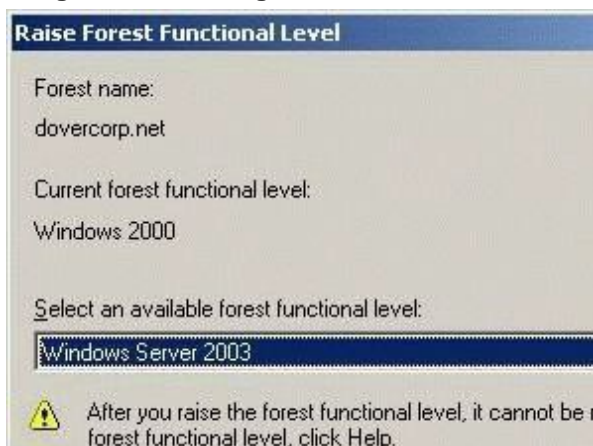 Raise Forest Functional Level
Forest name:
dovercorp.net
Current forest functional level:
Windows 2000
Select an available forest functional level:
Windows Server 2003
After you raise the forest functional level, it cannot be
forest functional level, click Help.